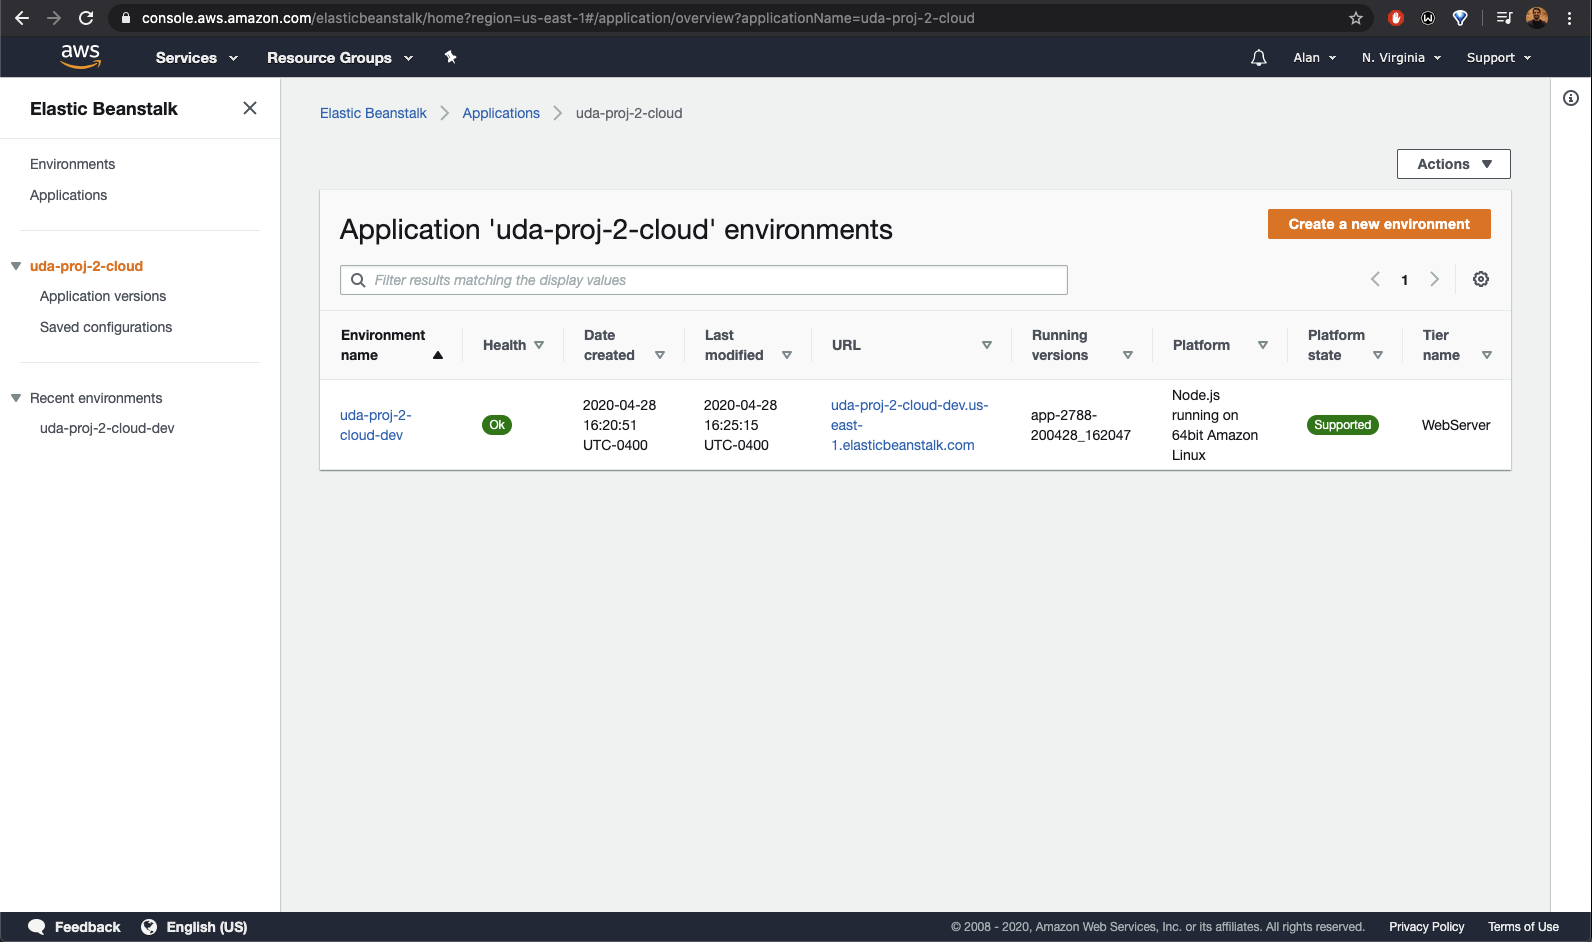 console.aws.amazon.com/elasticbeanstalk/home?region=us-east-1#/application/overview?applicationName=uda-proj-2-cloud
aws
Services
Resource Groups
Alan
N. Virginia
Support
Elastic Beanstalk
Environments
Applications
uda-proj-2-cloud
Application versions
Saved configurations
Recent environments
uda-proj-2-cloud-dev
Elastic Beanstalk
Applications
uda-proj-2-cloud
Actions
Application 'uda-proj-2-cloud' environments
Create a new environment
Filter results matching the display values
1
Environment
name
Health
Date
created
Last
modified
URL
Running
versions
Platform
Platform
state
Tier
name
uda-proj-2-
cloud-dev
Ok
2020-04-28
16:20:51
UTC-0400
2020-04-28
16:25:15
UTC-0400
uda-proj-2-cloud-dev.us-
east-
1.elasticbeanstalk.com
app-2788-
200428_162047
Node.js
running on
64bit Amazon
Linux
Supported
WebServer
Feedback
English (US)
© 2008 - 2020, Amazon Web Services, Inc. or its affiliates. All rights reserved.
Privacy Policy
Terms of Use